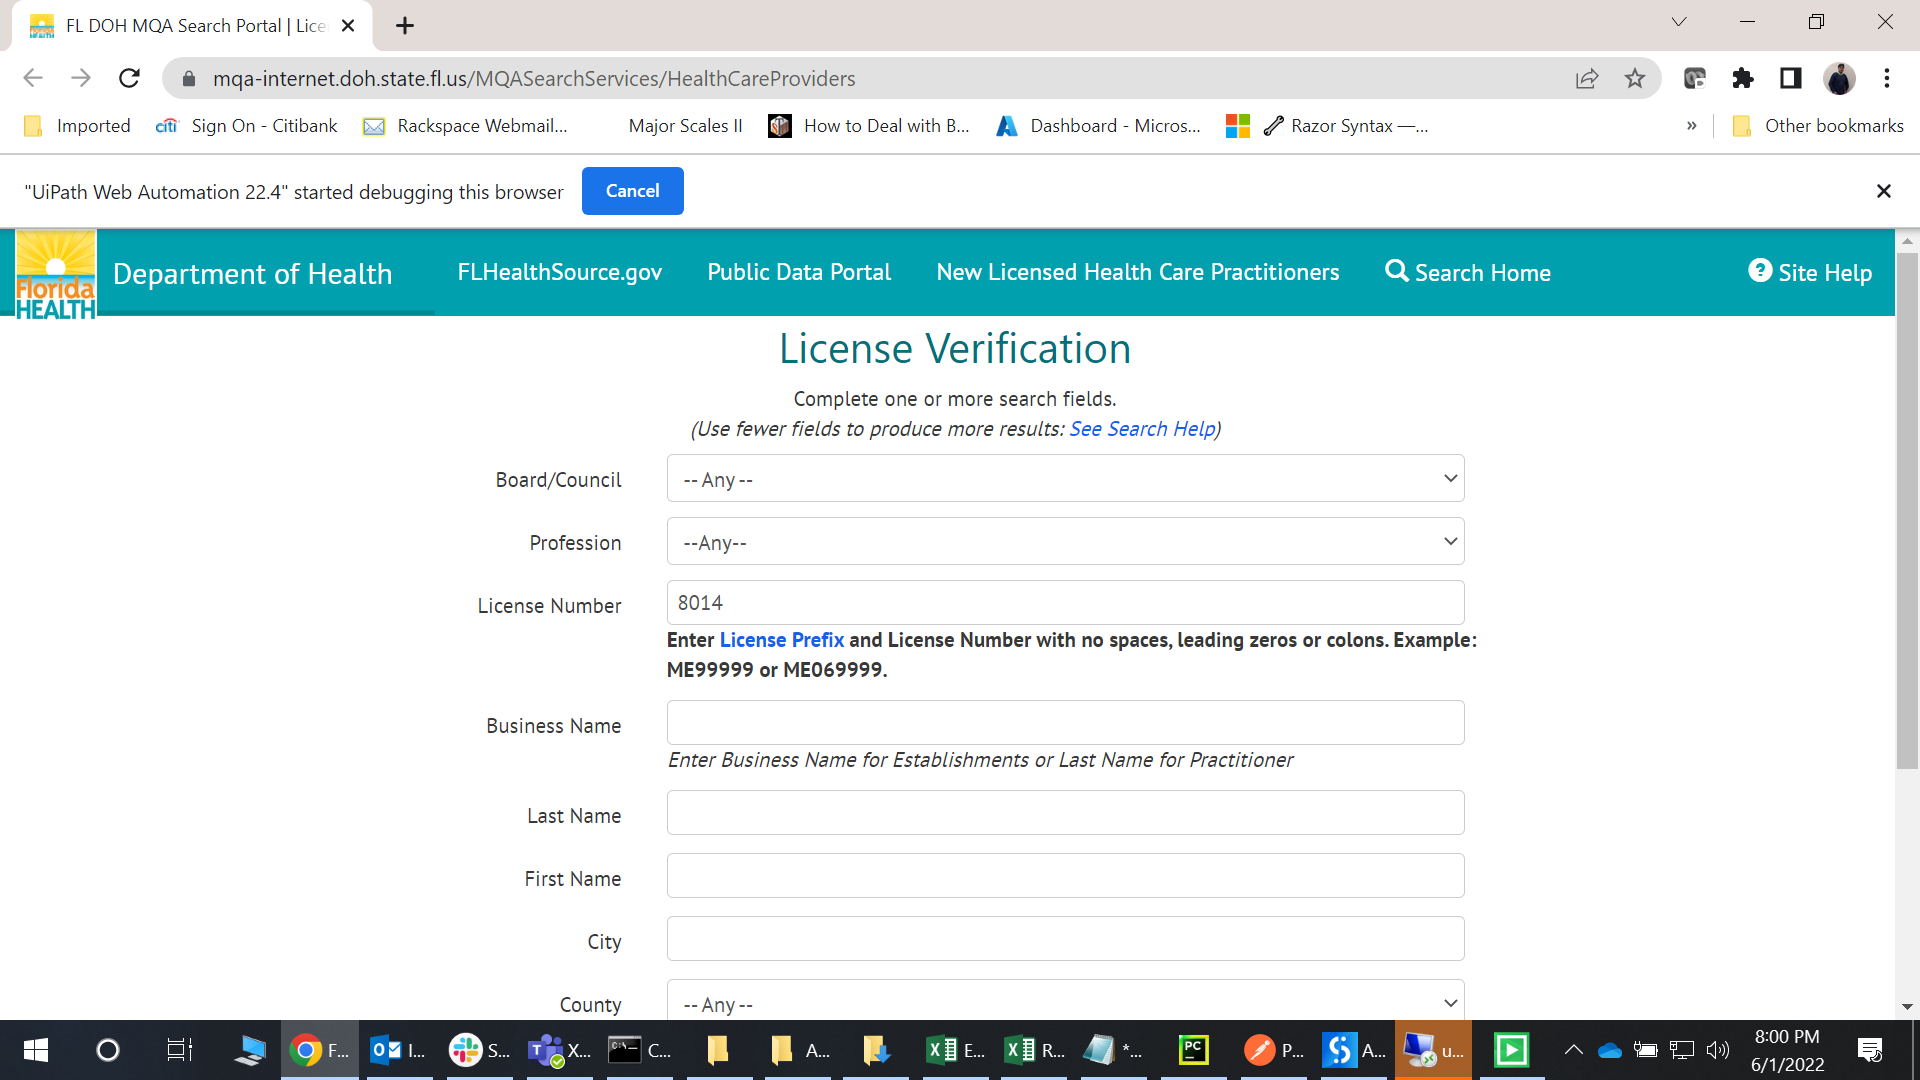 FL DOH MQA Search Portal | Lice
mqa-internet.doh.state.fl.us/MQASearchServices/HealthCareProviders
Imported
citi Sign On - Citibank
Rackspace Webmail...
Major Scales II
How to Deal with B...
Dashboard - Micros...
Razor Syntax —...
»
Other bookmarks
"UiPath Web Automation 22.4" started debugging this browser
Cancel
Florida
HEALTH
Department of Health
FLHealthSource.gov
Public Data Portal
New Licensed Health Care Practitioners
Search Home
Site Help
License Verification
Complete one or more search fields.
(Use fewer fields to produce more results: See Search Help)
Board/Council
-- Any --
Profession
--Any--
License Number
8014
Enter License Prefix and License Number with no spaces, leading zeros or colons. Example:
ME99999 or ME069999.
Business Name
Enter Business Name for Establishments or Last Name for Practitioner
Last Name
First Name
City
County
-- Any --
F...
I...
S...
X...
C...
A...
E...
R...
*...
PC
P...
A...
u...
8:00 PM
6/1/2022